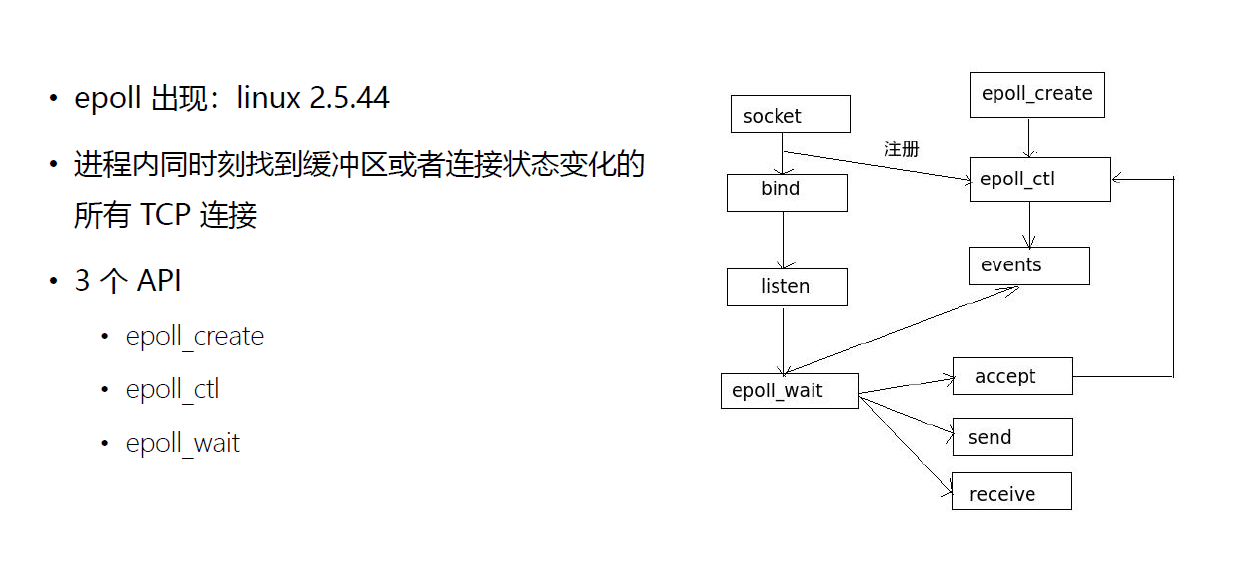 epoll 出现：linux 2.5.44
进程内同时刻找到缓冲区或者连接状态变化的
所有 TCP 连接
3 个 API
epoll_create
epoll_ctl
epoll_wait
socket
bind
listen
epoll_wait
注册
epoll_create
epoll_ctl
events
accept
send
receive